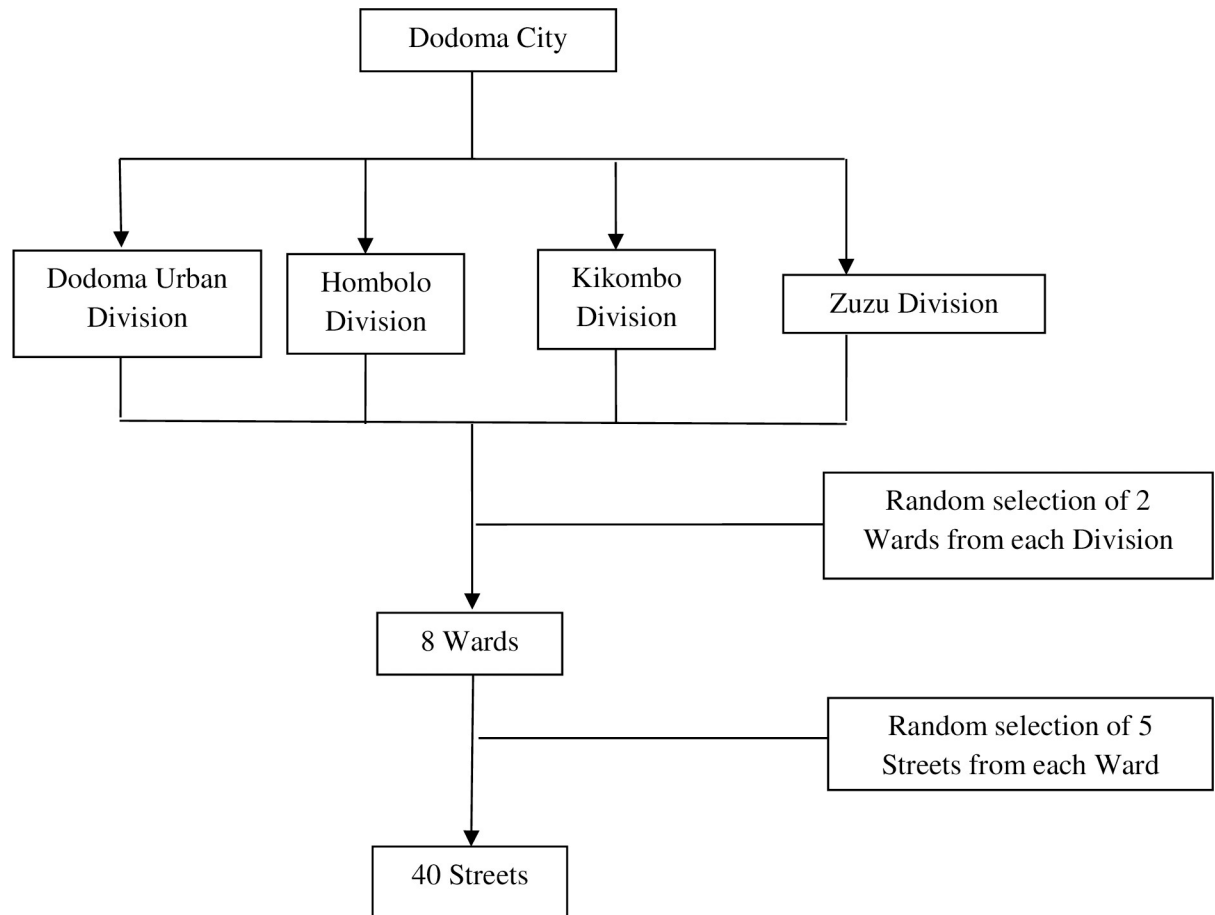 Dodoma City
Dodoma Urban
Division
Hombolo
Division
Kikombo
Division
Zuzu Division
Random selection of 2
Wards from each Division
8 Wards
Random selection of 5
Streets from each Ward
40 Streets